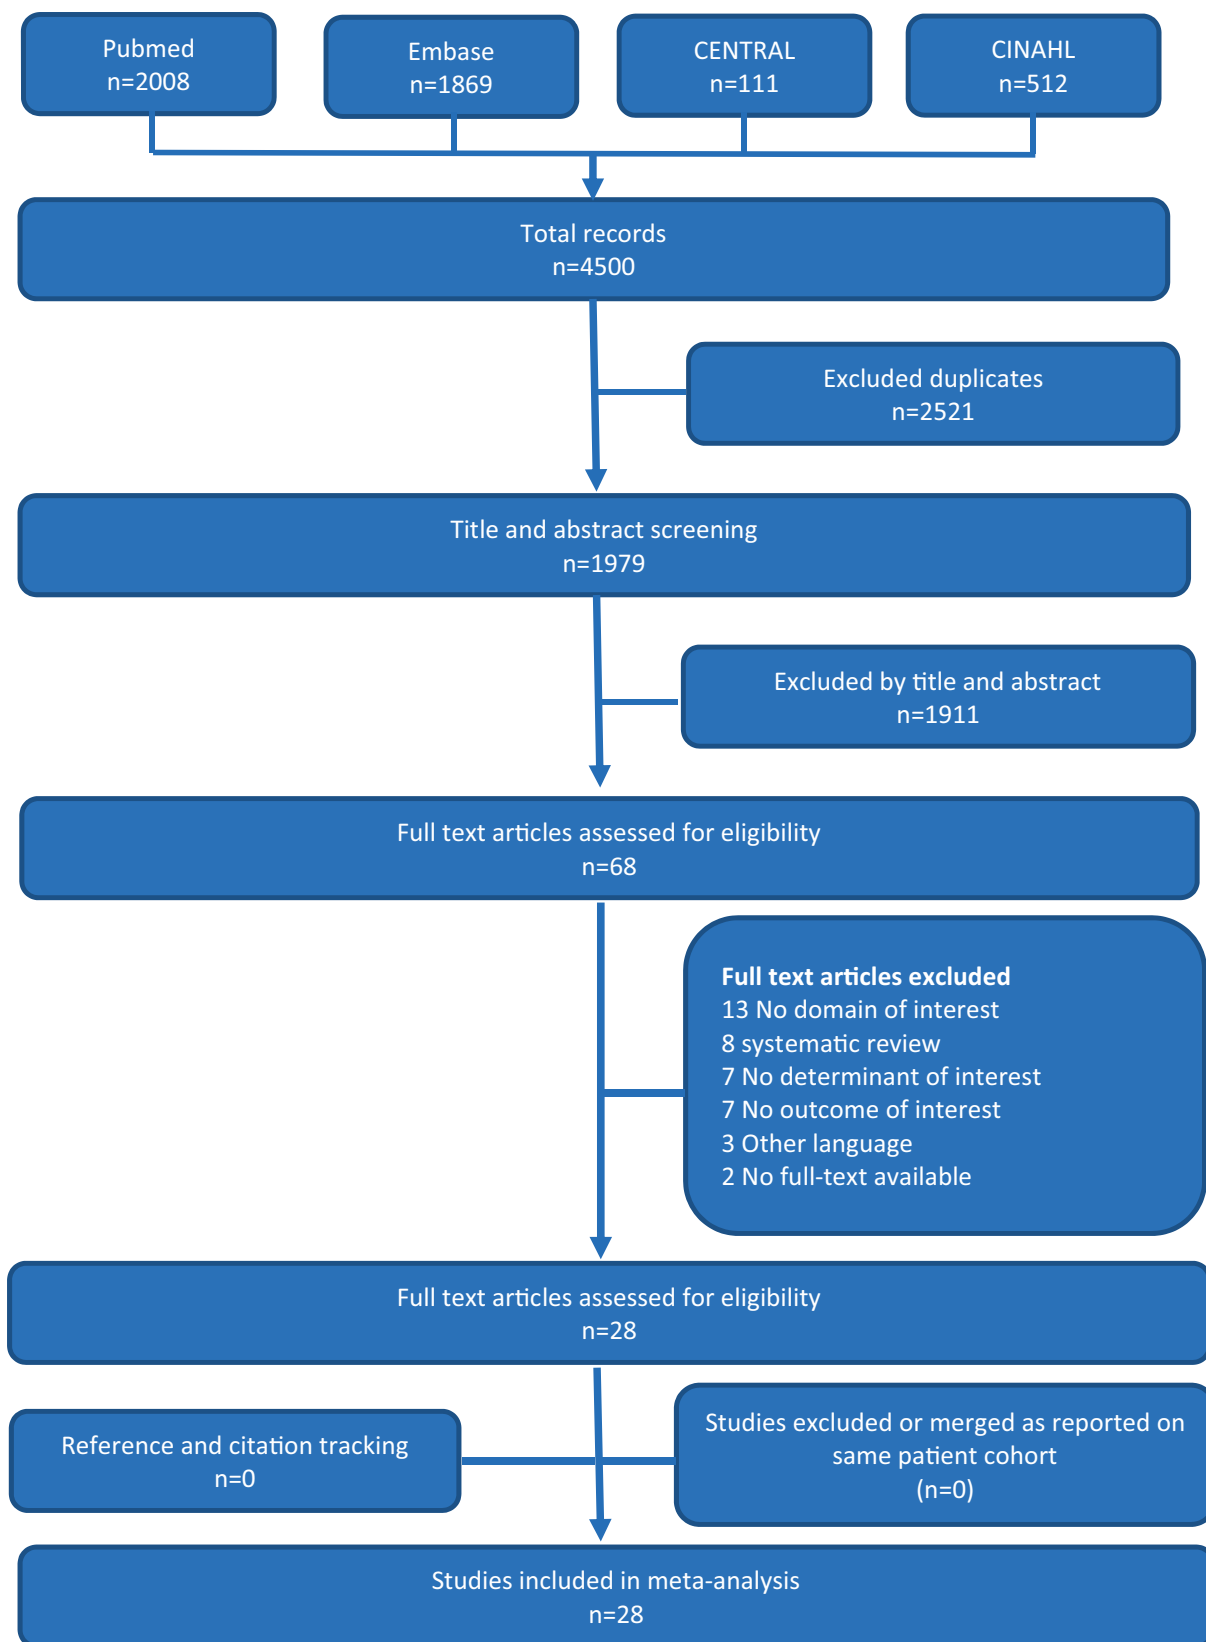 Pubmed
n=2008
Embase
n=1869
CENTRAL
n=111
CINAHL
n=512
Total records
n=4500
Excluded duplicates
n=2521
Title and abstract screening
n=1979
Excluded by title and abstract
n=1911
Full text articles assessed for eligibility
n=68
Full text articles excluded
13 No domain of interest
8 systematic review
7 No determinant of interest
7 No outcome of interest
3 Other language
2 No full-text available
Full text articles assessed for eligibility
n=28
Reference and citation tracking
n=0
Studies excluded or merged as reported on
same patient cohort
(n=0)
Studies included in meta-analysis
n=28